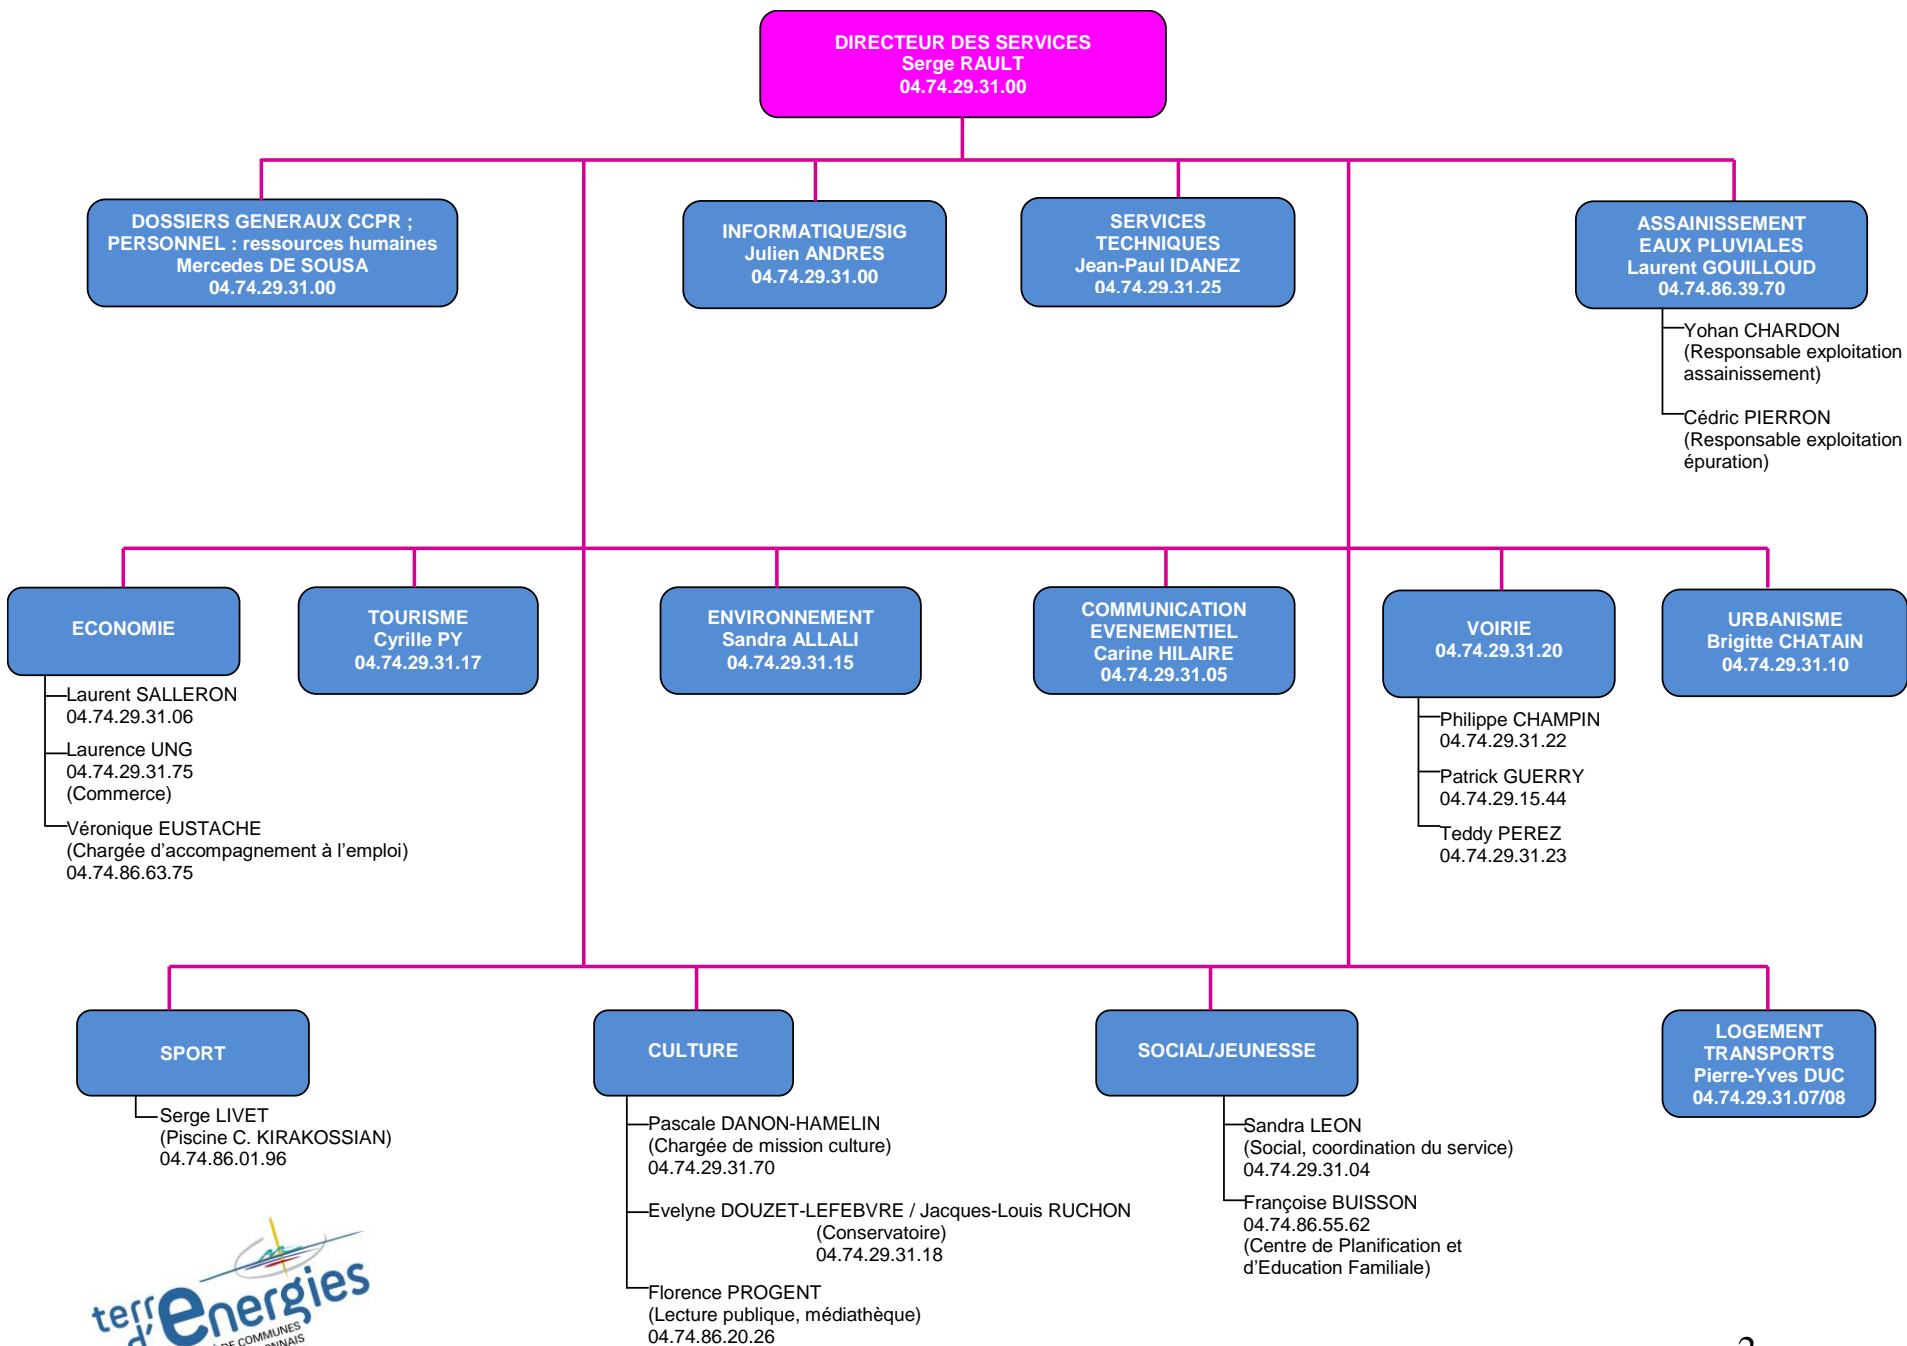 DIRECTEUR DES SERVICES
Serge RAULT
04.74.29.31.00
DOSSIERS GENERAUX CCPR ;
PERSONNEL : ressources humaines
Mercedes DE SOUSA
04.74.29.31.00
INFORMATIQUE/SIG
Julien ANDRES
04.74.29.31.00
SERVICES
TECHNIQUES
Jean-Paul IDANEZ
04.74.29.31.25
ASSAINISSEMENT
EAUX PLUVIALES
Laurent GOUILLOUD
04.74.86.39.70
Yohan CHARDON
(Responsable exploitation
assainissement)
Cédric PIERRON
(Responsable exploitation
épuration)
ECONOMIE
Laurent SALLERON
04.74.29.31.06
Laurence UNG
04.74.29.31.75
(Commerce)
Véronique EUSTACHE
(Chargée d’accompagnement à l’emploi)
04.74.86.63.75
TOURISME
Cyrille PY
04.74.29.31.17
ENVIRONNEMENT
Sandra ALLALI
04.74.29.31.15
COMMUNICATION
EVENEMENTIEL
Carine HILAIRE
04.74.29.31.05
VOIRIE
04.74.29.31.20
Philippe CHAMPIN
04.74.29.31.22
Patrick GUERRY
04.74.29.15.44
Teddy PEREZ
04.74.29.31.23
URBANISME
Brigitte CHATAIN
04.74.29.31.10
SPORT
Serge LIVET
(Piscine C. KIRAKOSSIAN)
04.74.86.01.96
CULTURE
Pascale DANON-HAMELIN
(Chargée de mission culture)
04.74.29.31.70
Evelyne DOUZET-LEFEBVRE / Jacques-Louis RUCHON
(Conservatoire)
04.74.29.31.18
Florence PROGENT
(Lecture publique, médiathèque)
04.74.86.20.26
SOCIAL/JEUNESSE
Sandra LEON
(Social, coordination du service)
04.74.29.31.04
Françoise BUISSON
04.74.86.55.62
(Centre de Planification et
d’Education Familiale)
LOGEMENT
TRANSPORTS
Pierre-Yves DUC
04.74.29.31.07/08
terre
d'énergies
DE COMMUNES